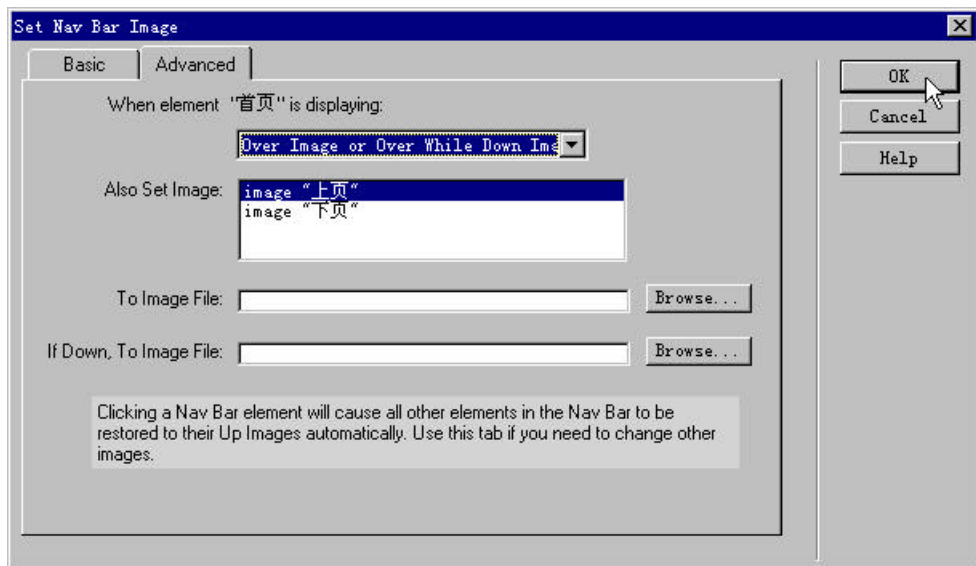 Set Nav Bar Image
Basic
Advanced
OK
When element "首页" is displaying:
Cancel
Over Image or Over While Down Ima
Help
Also Set Image:
image "上页"
image "下页"
To Image File:
Browse...
If Down, To Image File:
Browse...
Clicking a Nav Bar element will cause all other elements in the Nav Bar to be
restored to their Up Images automatically. Use this tab if you need to change other
images.